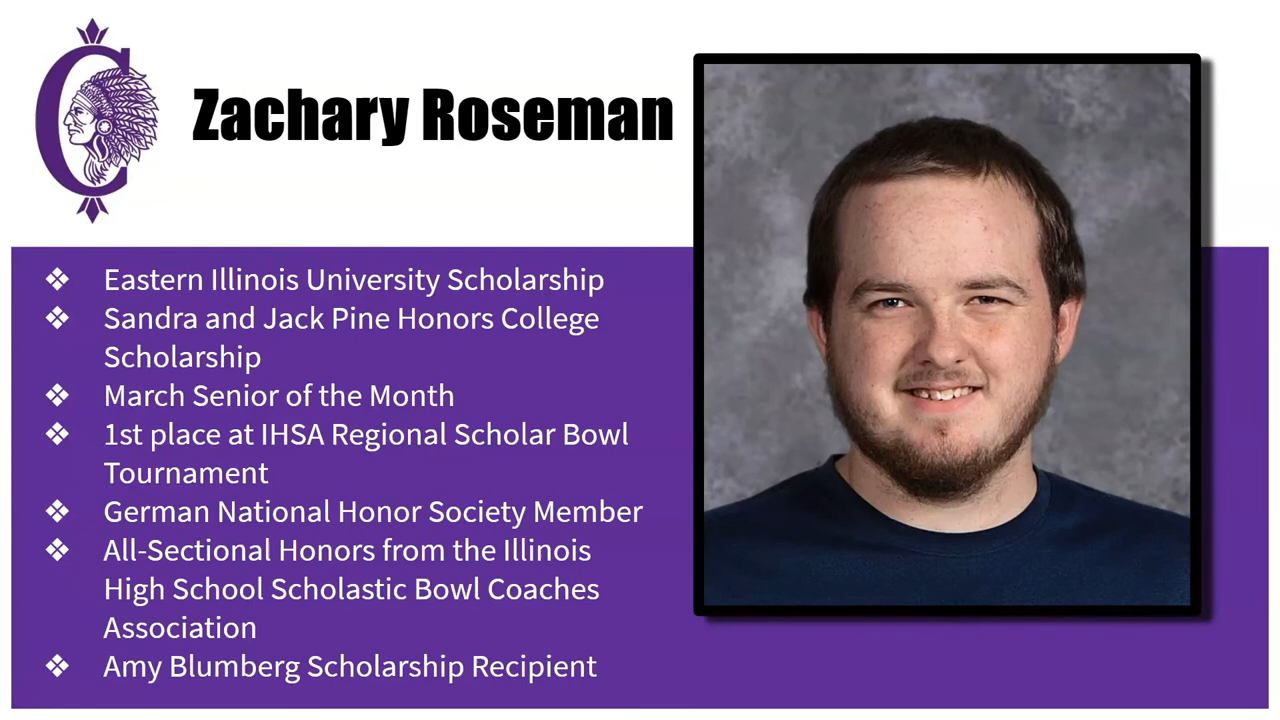 Zachary Roseman
❖ Eastern Illinois University Scholarship
❖ Sandra and Jack Pine Honors College
Scholarship
❖ March Senior of the Month
❖ 1st place at IHSA Regional Scholar Bowl
Tournament
❖ German National Honor Society Member
❖ All-Sectional Honors from the Illinois
High School Scholastic Bowl Coaches
Association
❖ Amy Blumberg Scholarship Recipient